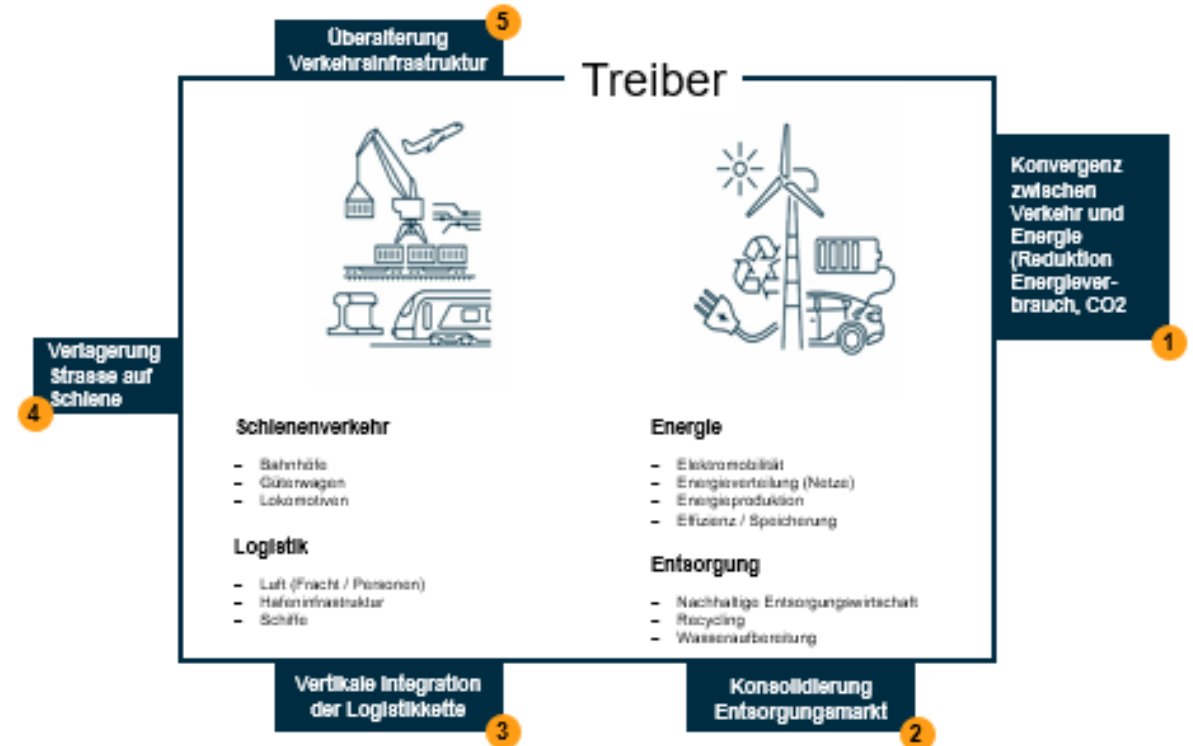 5
Überalterung
Verkehrsinfrastruktur
Treiber
Konvergenz
zwischen
Verkehr und
Energie
(Reduktion
Energiever-
brauch, CO2
1
Verlagerung
Strasse auf
Schiene
4
Schienenverkehr
– Bahnhöfe
– Güterwagen
– Lokomotiven
Logistik
– Luft (Fracht / Personen)
– Hafeninfrastruktur
– Schiffe
Energie
– Elektromobilität
– Energieverteilung (Netze)
– Energieproduktion
– Effizienz / Speicherung
Entsorgung
– Nachhaltige Entsorgungswirtschaft
– Recycling
– Wasseraufbereitung
Vertikale Integration
der Logistikkette
3
Konsolidierung
Entsorgungsmarkt
2